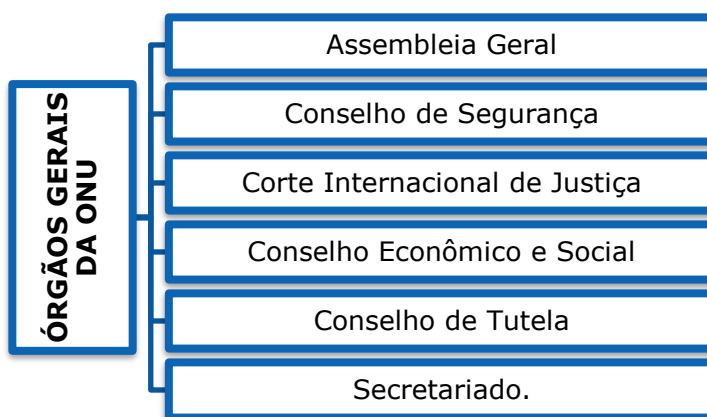 ÓRGÃOS GERAIS
DA ONU
Assembleia Geral
Conselho de Segurança
Corte Internacional de Justiça
Conselho Econômico e Social
Conselho de Tutela
Secretariado.